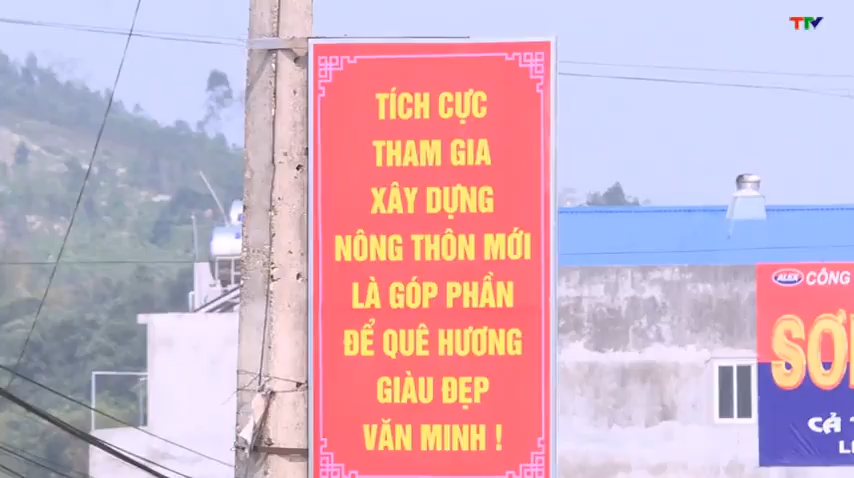 TTV
TÍCH CỰC
THAM GIA
XÂY DỰNG
NÔNG THÔN MỚI
LÀ GÓP PHẦN
ĐỂ QUÊ HƯƠNG
GIÀU ĐẸP
VĂN MINH !
ALEX CÔNG
SƠ
CẢ